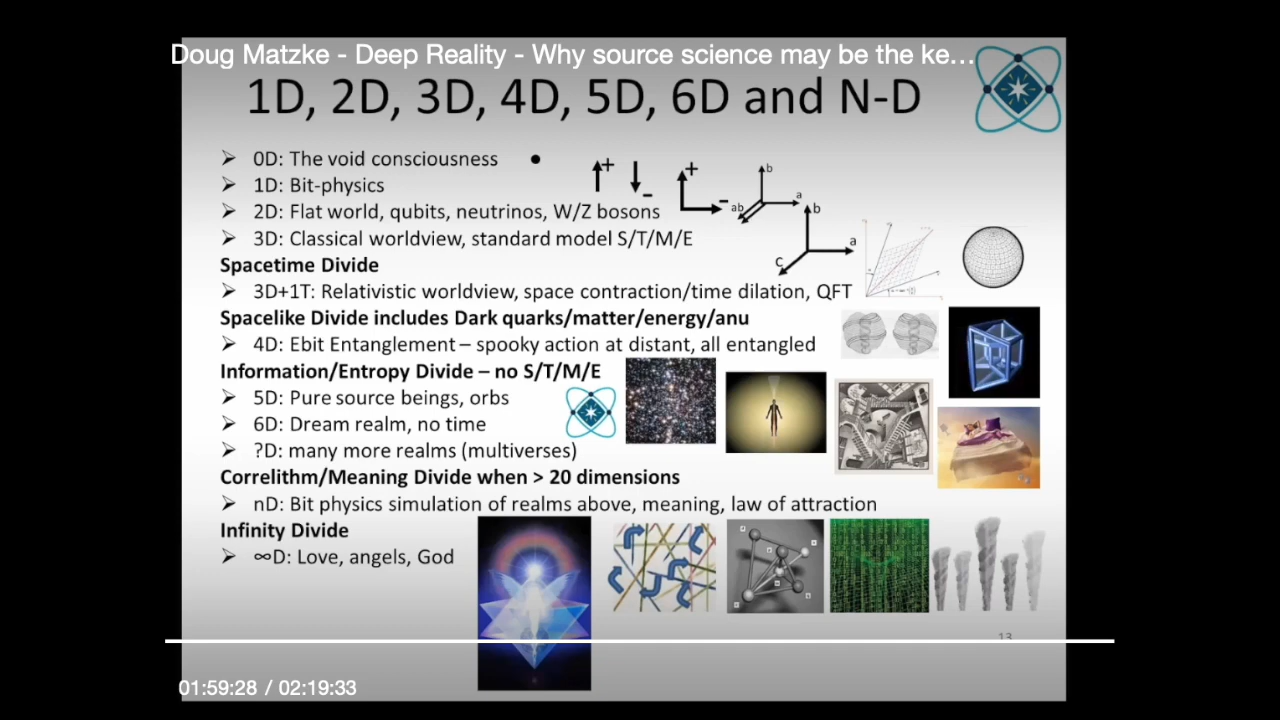 Doug Matzke - Deep Reality - Why source science may be the ke...
1D, 2D, 3D, 4D, 5D, 6D and N-D
➢ 0D: The void consciousness
➢ 1D: Bit-physics
➢ 2D: Flat world, qubits, neutrinos, W/Z bosons
➢ 3D: Classical worldview, standard model S/T/M/E
Spacetime Divide
➢ 3D+1T: Relativistic worldview, space contraction/time dilation, QFT
Spacelike Divide includes Dark quarks/matter/energy/anu
➢ 4D: Ebit Entanglement – spooky action at distant, all entangled
Information/Entropy Divide – no S/T/M/E
➢ 5D: Pure source beings, orbs
➢ 6D: Dream realm, no time
➢ ?D: many more realms (multiverses)
Correlithm/Meaning Divide when > 20 dimensions
➢ nD: Bit physics simulation of realms above, meaning, law of attraction
Infinity Divide
➢ ∞D: Love, angels, God
+
−
+
−
b
a
ab
b
a
c
13
01:59:28 / 02:19:33